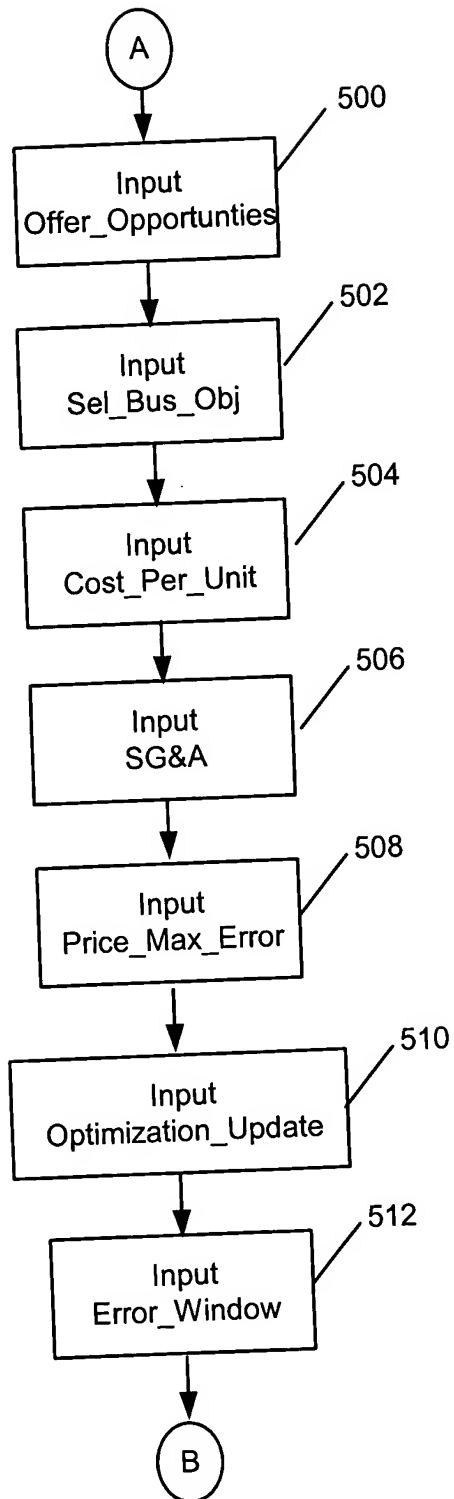 A
500
Input
Offer_Opportunties
502
Input
Sel_Bus_Obj
504
Input
Cost_Per_Unit
506
Input
SG&A
508
Input
Price_Max_Error
510
Input
Optimization_Update
512
Input
Error_Window
B